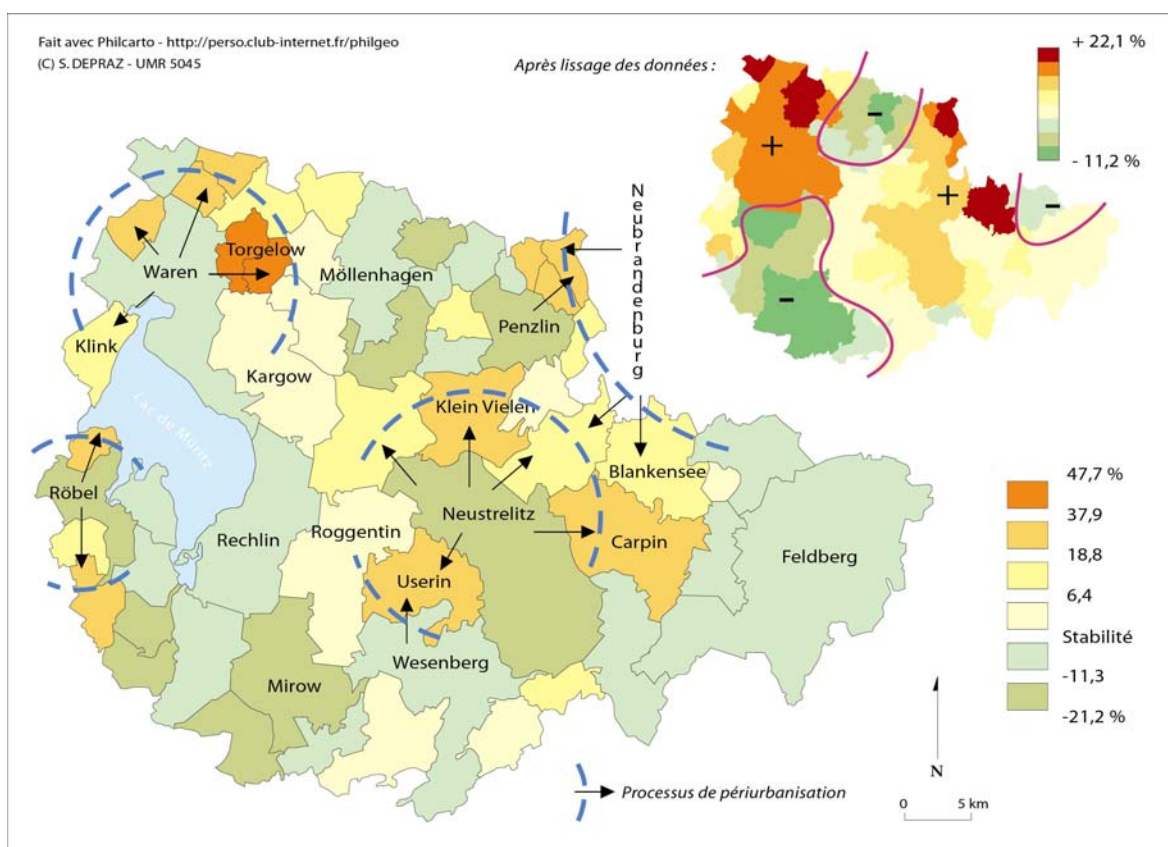 Fait avec Philcarto - http://perso.club-internet.fr/philgeo
(C) S. DEPRAZ - UMR 5045
Après lissage des données :
+ 22,1 %
- 11,2 %
+
-
+
-
-
Neubrandenburg
Torgelow
Waren
Möllenhagen
Penzlin
Klink
Kargow
Klein Vielen
Lac de Müritz
Blankensee
Röbel
Neustrelitz
Roggentin
Rechlin
Carpin
Feldberg
Userin
Wesenberg
Mirow
47,7 %
37,9
18,8
6,4
Stabilité
-11,3
-21,2 %
N
Processus de périurbanisation
0 5 km